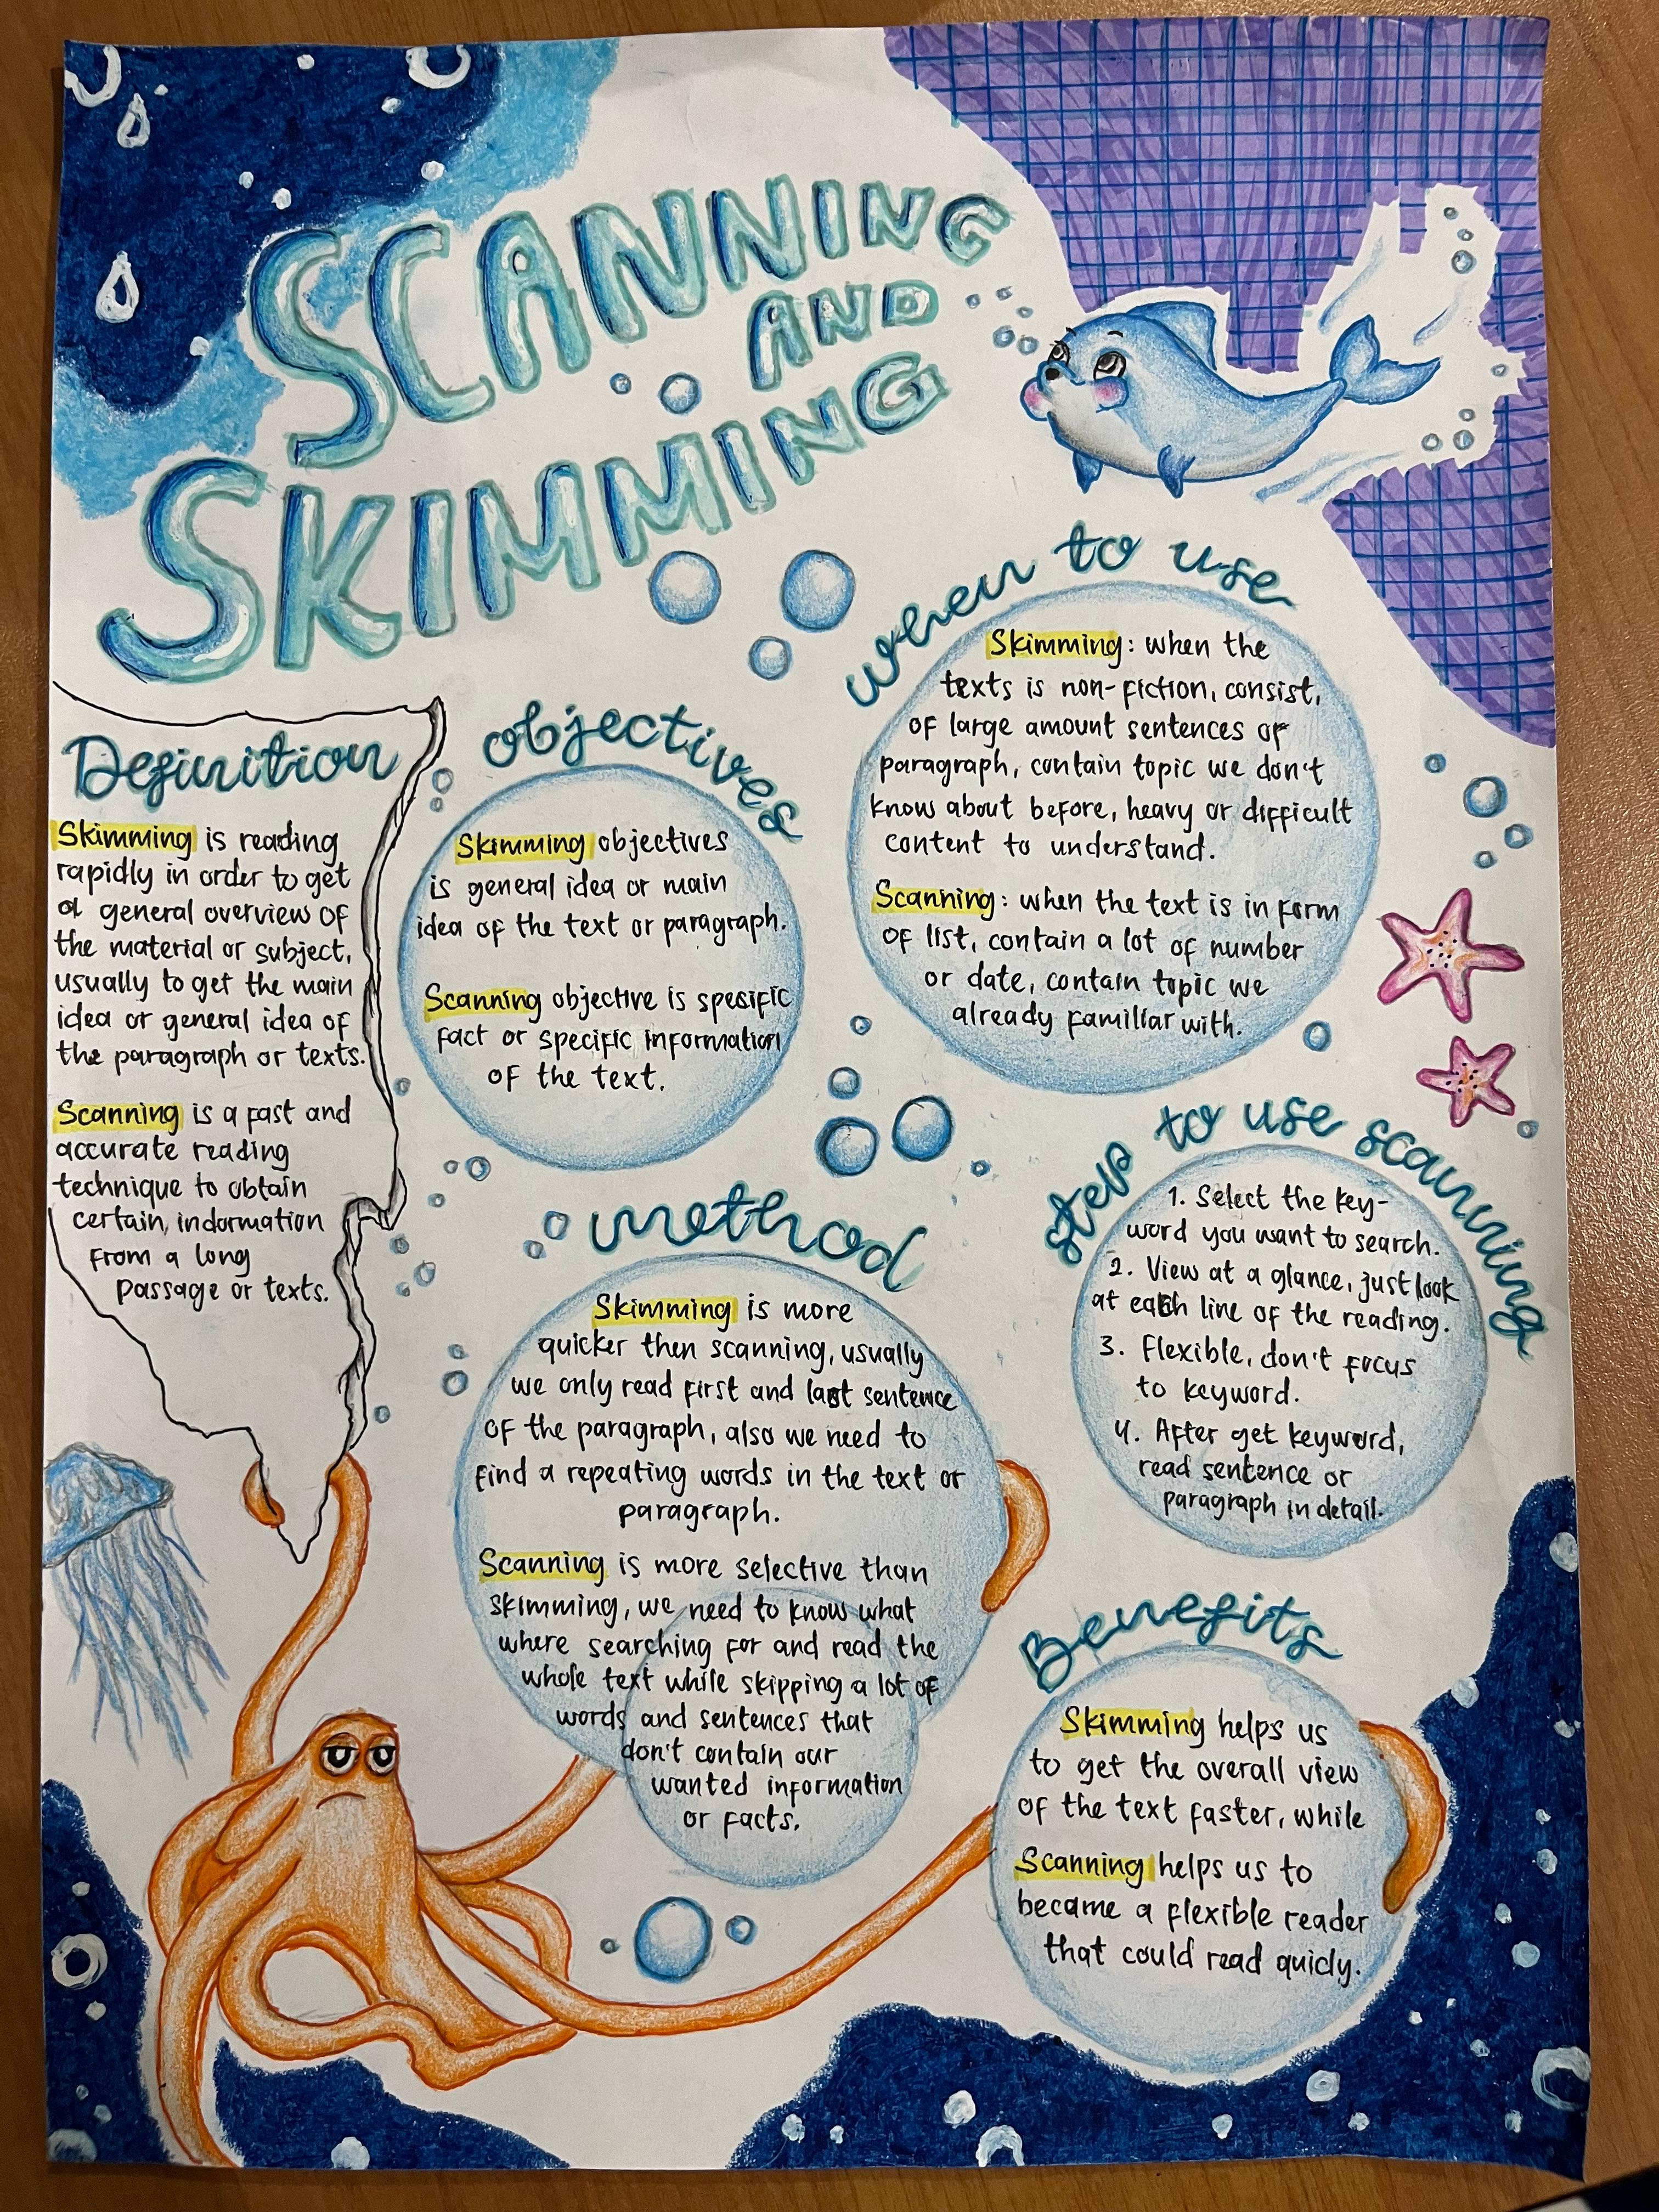 SCANNING
AND
SKIMMING
Definition
Skimming is reading
rapidly in order to get
a general overview of
the material or subject,
usually to get the main
idea or general idea of
the paragraph or texts.
Scanning is a fast and
accurate reading
technique to obtain
certain, indormation
from a long
passage or texts.
objectives
Skimming objectives
is general idea or main
idea of the text or paragraph.
Scanning objective is spesific
fact or specific information
of the text.
when to use
Skimming: when the
texts is non-fiction, consist,
of large amount sentences or
paragraph, contain topic we don't
know about before, heavy or difficult
content to understand.
Scanning: when the text is in form
of list, contain a lot of number
or date, contain topic we
already familiar with.
method
Skimming is more
quicker then scanning, usually
we only read first and last sentence
of the paragraph, also we need to
find a repeating words in the text or
paragraph.
Scanning is more selective than
skimming, we need to know what
where searching for and read the
whole text while skipping a lot of
words and sentences that
don't contain our
wanted information
or facts.
step to use scanning
1. Select the key-
word you want to search.
2. View at a glance, just look
at each line of the reading.
3. Flexible, don't focus
to keyword.
4. After get keyword,
read sentence or
paragraph in detail.
Benefits
Skimming helps us
to get the overall view
of the text faster, while
Scanning helps us to
became a flexible reader
that could read quicly.